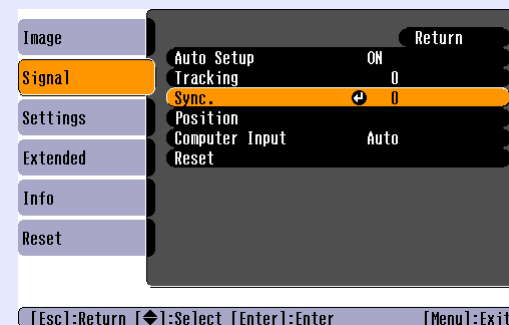 Image
Signal
Settings
Extended
Info
Reset
Return
Auto Setup ON
Tracking 0
Sync. 0
Position
Computer Input Auto
Reset
[Esc]:Return []:Select [Enter]:Enter [Menu]:Exit